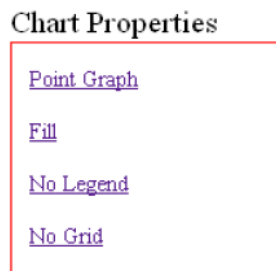 Chart Properties
Point Graph
Fill
No Legend
No Grid